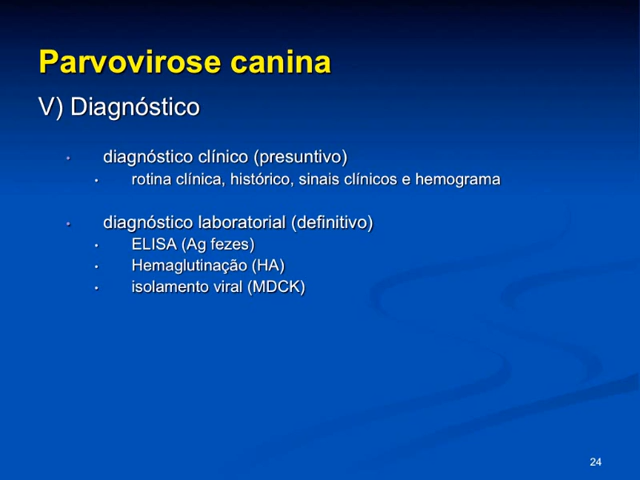 Parvovirose canina
V) Diagnóstico
• diagnóstico clínico (presuntivo)
• rotina clínica, histórico, sinais clínicos e hemograma
• diagnóstico laboratorial (definitivo)
• ELISA (Ag fezes)
• Hemaglutinação (HA)
• isolamento viral (MDCK)
24